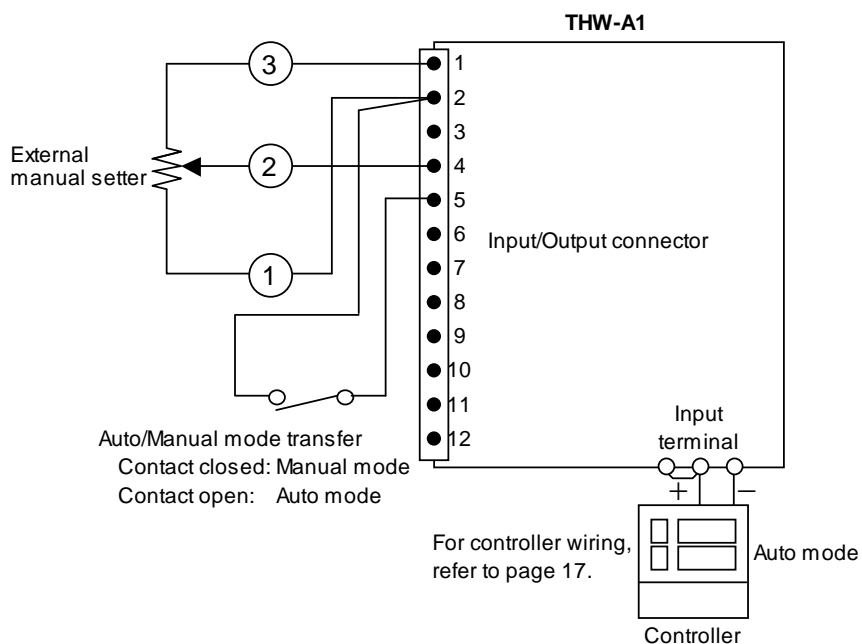 THW-A1
3
1
2
2
3
External
manual setter
2
4
5
6
Input/Output connector
1
7
8
9
10
11
12
Auto/Manual mode transfer
Contact closed: Manual mode
Contact open: Auto mode
Input
terminal
+ −
For controller wiring,
refer to page 17.
Auto mode
Controller